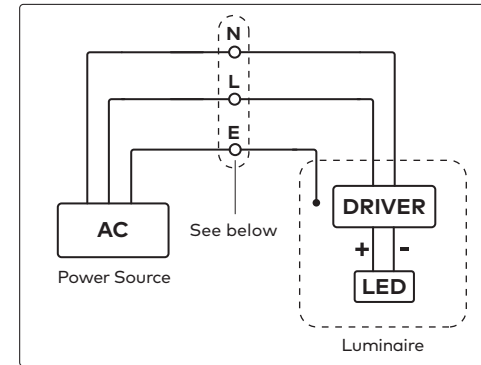 N
L
E
AC
See below
DRIVER
+ -
LED
Power Source
Luminaire